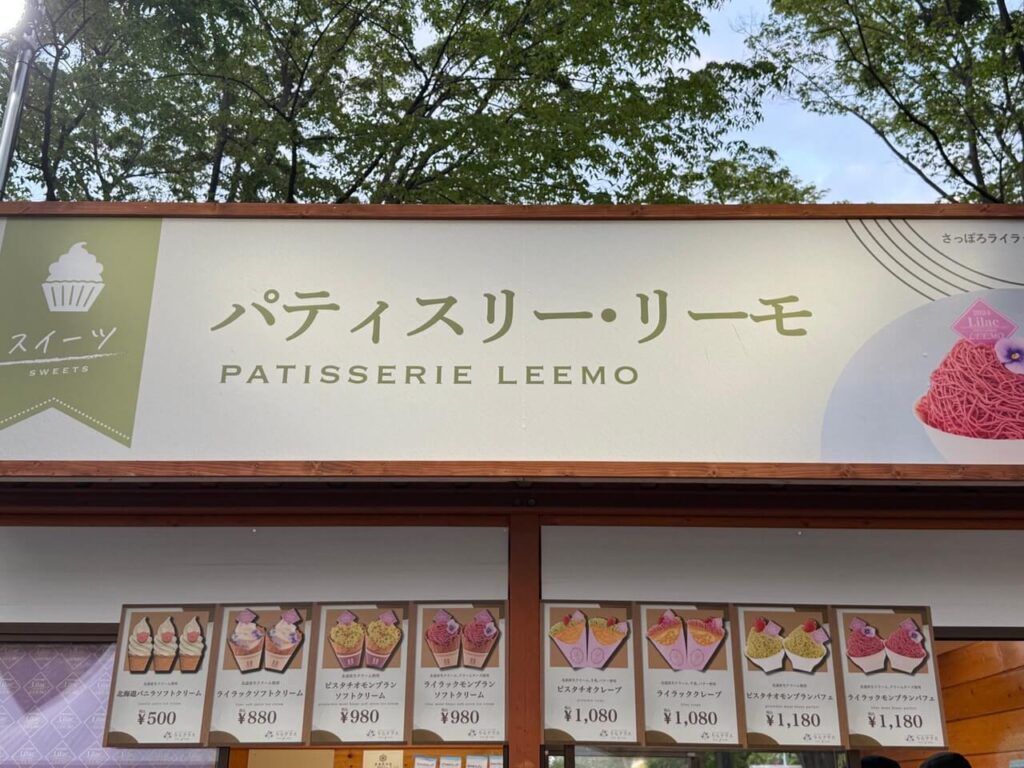 さっぽろライラ
スイーツ
SWEETS
パティスリー・リーモ
PATISSERIE LEEMO
2024
Lilac
LEEMO
北海道バニラソフトクリーム
¥500
ライラックソフトクリーム
¥880
ピスタチオモンブラン
ソフトクリーム
¥980
ライラックモンブラン
ソフトクリーム
¥980
ピスタチオクレープ
¥1,080
ライラッククレープ
¥1,080
ピスタチオモンブランパフェ
¥1,180
ライラックモンブランパフェ
¥1,180